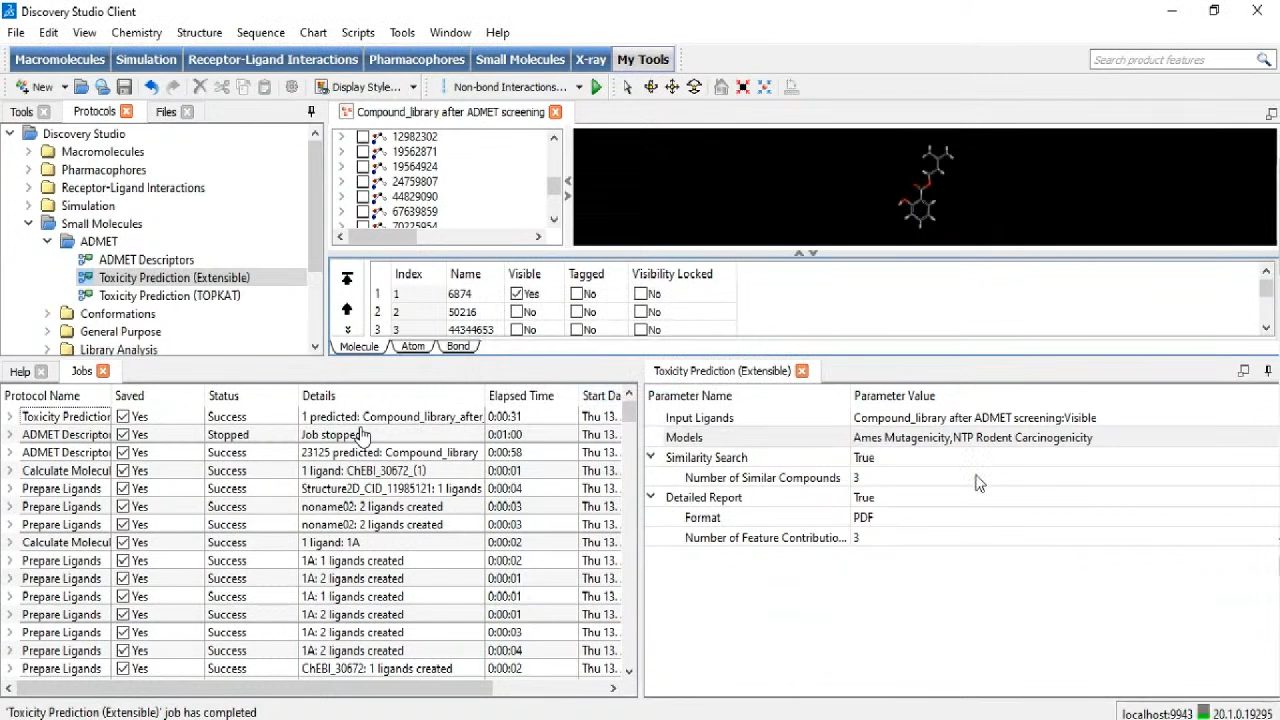 Discovery Studio Client
File Edit View Chemistry Structure Sequence Chart Scripts Tools Window Help
Macromolecules Simulation Receptor-Ligand Interactions Pharmacophores Small Molecules X-ray My Tools Search product features
New Display Style... Non-bond Interactions...
Tools Protocols Files
Discovery Studio
Macromolecules
Pharmacophores
Receptor-Ligand Interactions
Simulation
Small Molecules
ADMET
ADMET Descriptors
Toxicity Prediction (Extensible)
Toxicity Prediction (TOPKAT)
Conformations
General Purpose
Library Analysis
Compound_library after ADMET screening
12982302
19562871
19564924
24759807
44829090
67639859
70225954
Index Name Visible Tagged Visibility Locked
1 1 6874 Yes No No
2 2 50216 No No No
3 3 44344653 No No No
Molecule Atom Bond
Help Jobs
Protocol Name Saved Status Details Elapsed Time Start Da
Toxicity Prediction Yes Success 1 predicted: Compound_library_after_ 0:00:31 Thu 13.
ADMET Descriptor Yes Stopped Job stopped 0:01:00 Thu 13.
ADMET Descriptor Yes Success 23125 predicted: Compound_library 0:00:58 Thu 13.
Calculate Molecul Yes Success 1 ligand: ChEBI_30672_(1) 0:00:01 Thu 13.
Prepare Ligands Yes Success Structure2D_CID_11985121: 1 ligands 0:00:04 Thu 13.
Prepare Ligands Yes Success noname02: 2 ligands created 0:00:03 Thu 13.
Prepare Ligands Yes Success noname02: 2 ligands created 0:00:03 Thu 13.
Calculate Molecul Yes Success 1 ligand: 1A 0:00:02 Thu 13.
Prepare Ligands Yes Success 1A: 1 ligands created 0:00:02 Thu 13.
Prepare Ligands Yes Success 1A: 2 ligands created 0:00:01 Thu 13.
Prepare Ligands Yes Success 1A: 1 ligands created 0:00:01 Thu 13.
Prepare Ligands Yes Success 1A: 2 ligands created 0:00:01 Thu 13.
Prepare Ligands Yes Success 1A: 2 ligands created 0:00:03 Thu 13.
Prepare Ligands Yes Success 1A: 2 ligands created 0:00:04 Thu 13.
Prepare Ligands Yes Success ChEBI_30672: 1 ligands created 0:00:02 Thu 13.
Toxicity Prediction (Extensible)
Parameter Name Parameter Value
Input Ligands Compound_library after ADMET screening:Visible
Models Ames Mutagenicity,NTP Rodent Carcinogenicity
Similarity Search True
Number of Similar Compounds 3
Detailed Report True
Format PDF
Number of Feature Contributio... 3
'Toxicity Prediction (Extensible)' job has completed
localhost:9943 20.1.0.19295